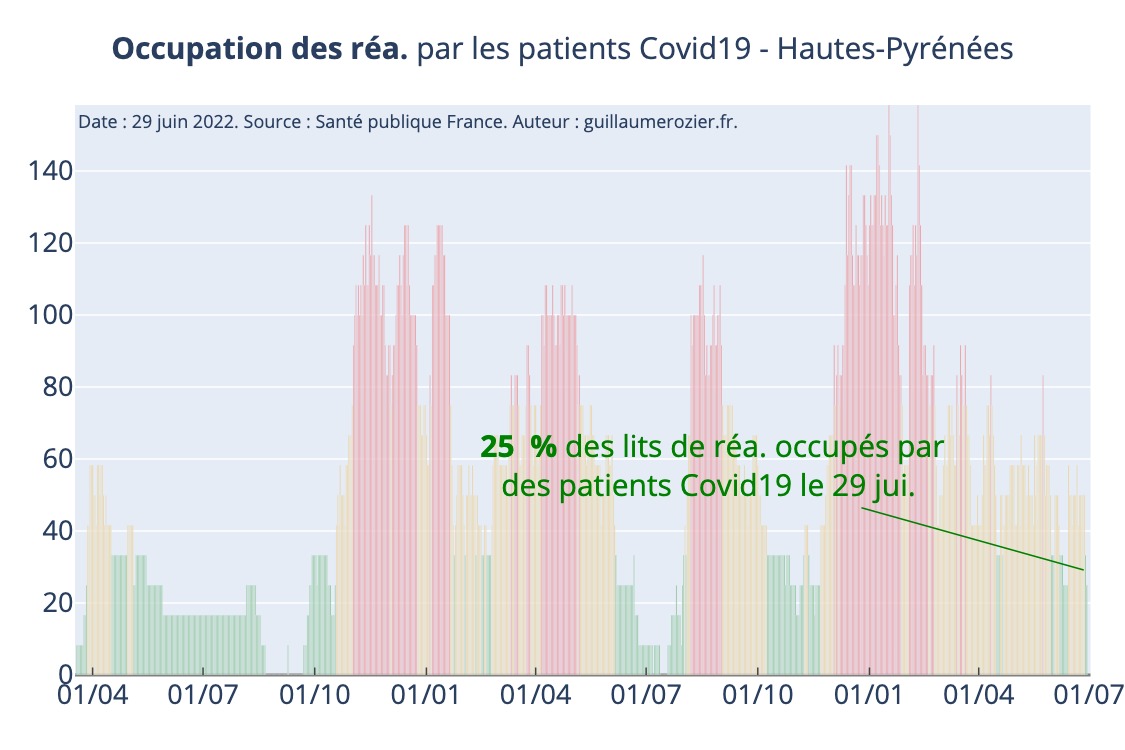 Occupation des réa. par les patients Covid19 - Hautes-Pyrénées
Date : 29 juin 2022. Source : Santé publique France. Auteur : guillaumerozier.fr.
140
120
100
80
60
40
20
0
25 % des lits de réa. occupés par
des patients Covid19 le 29 jui.
01/04 01/07 01/10 01/01 01/04 01/07 01/10 01/01 01/04 01/07